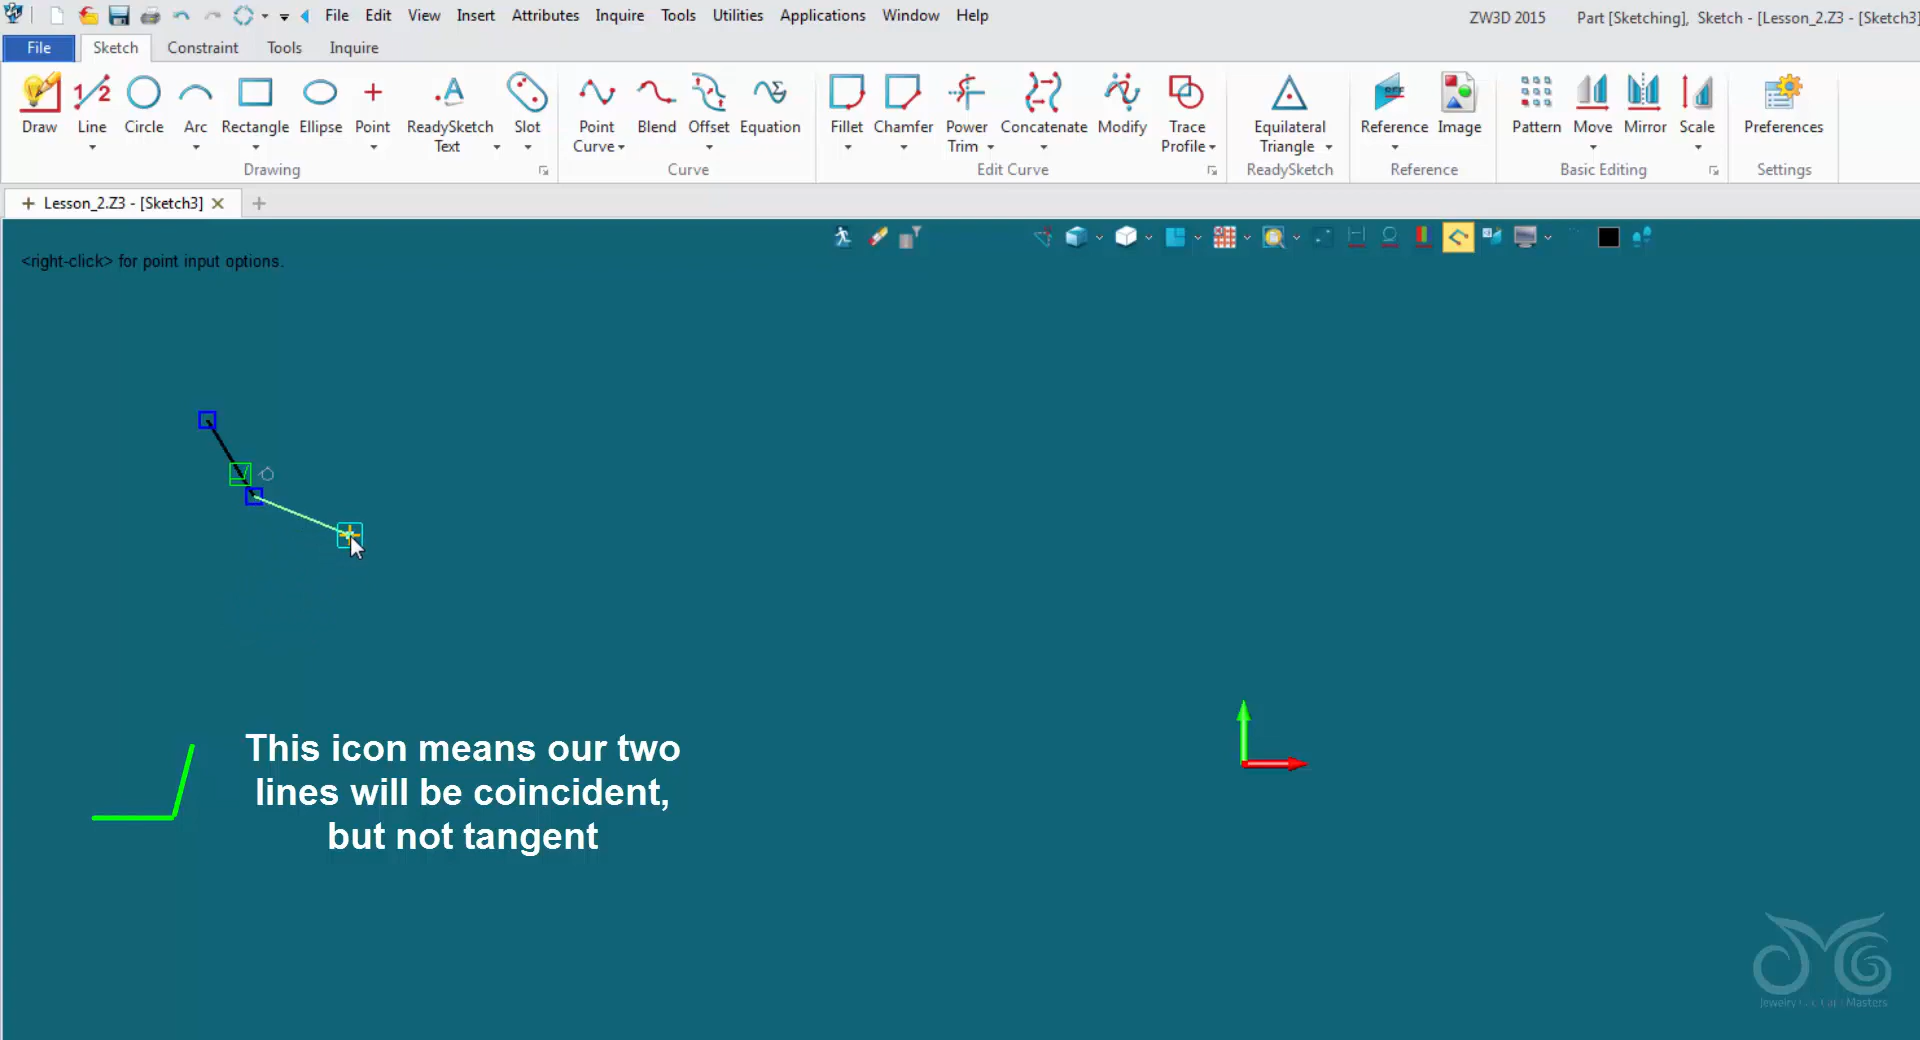 File Edit View Insert Attributes Inquire Tools Utilities Applications Window Help
ZW3D 2015 Part [Sketching], Sketch - [Lesson_2.Z3 - [Sketch3]
File Sketch Constraint Tools Inquire
Draw Line Circle Arc Rectangle Ellipse Point ReadySketch Text Slot
Drawing
Point Curve Blend Offset Equation
Curve
Fillet Chamfer Power Trim Concatenate Modify Trace Profile
Edit Curve
Equilateral Triangle
ReadySketch
Reference Image
Reference
Pattern Move Mirror Scale
Basic Editing
Preferences
Settings
Lesson_2.Z3 - [Sketch3]
<right-click> for point input options.
This icon means our two
lines will be coincident,
but not tangent
Jewelry Masters